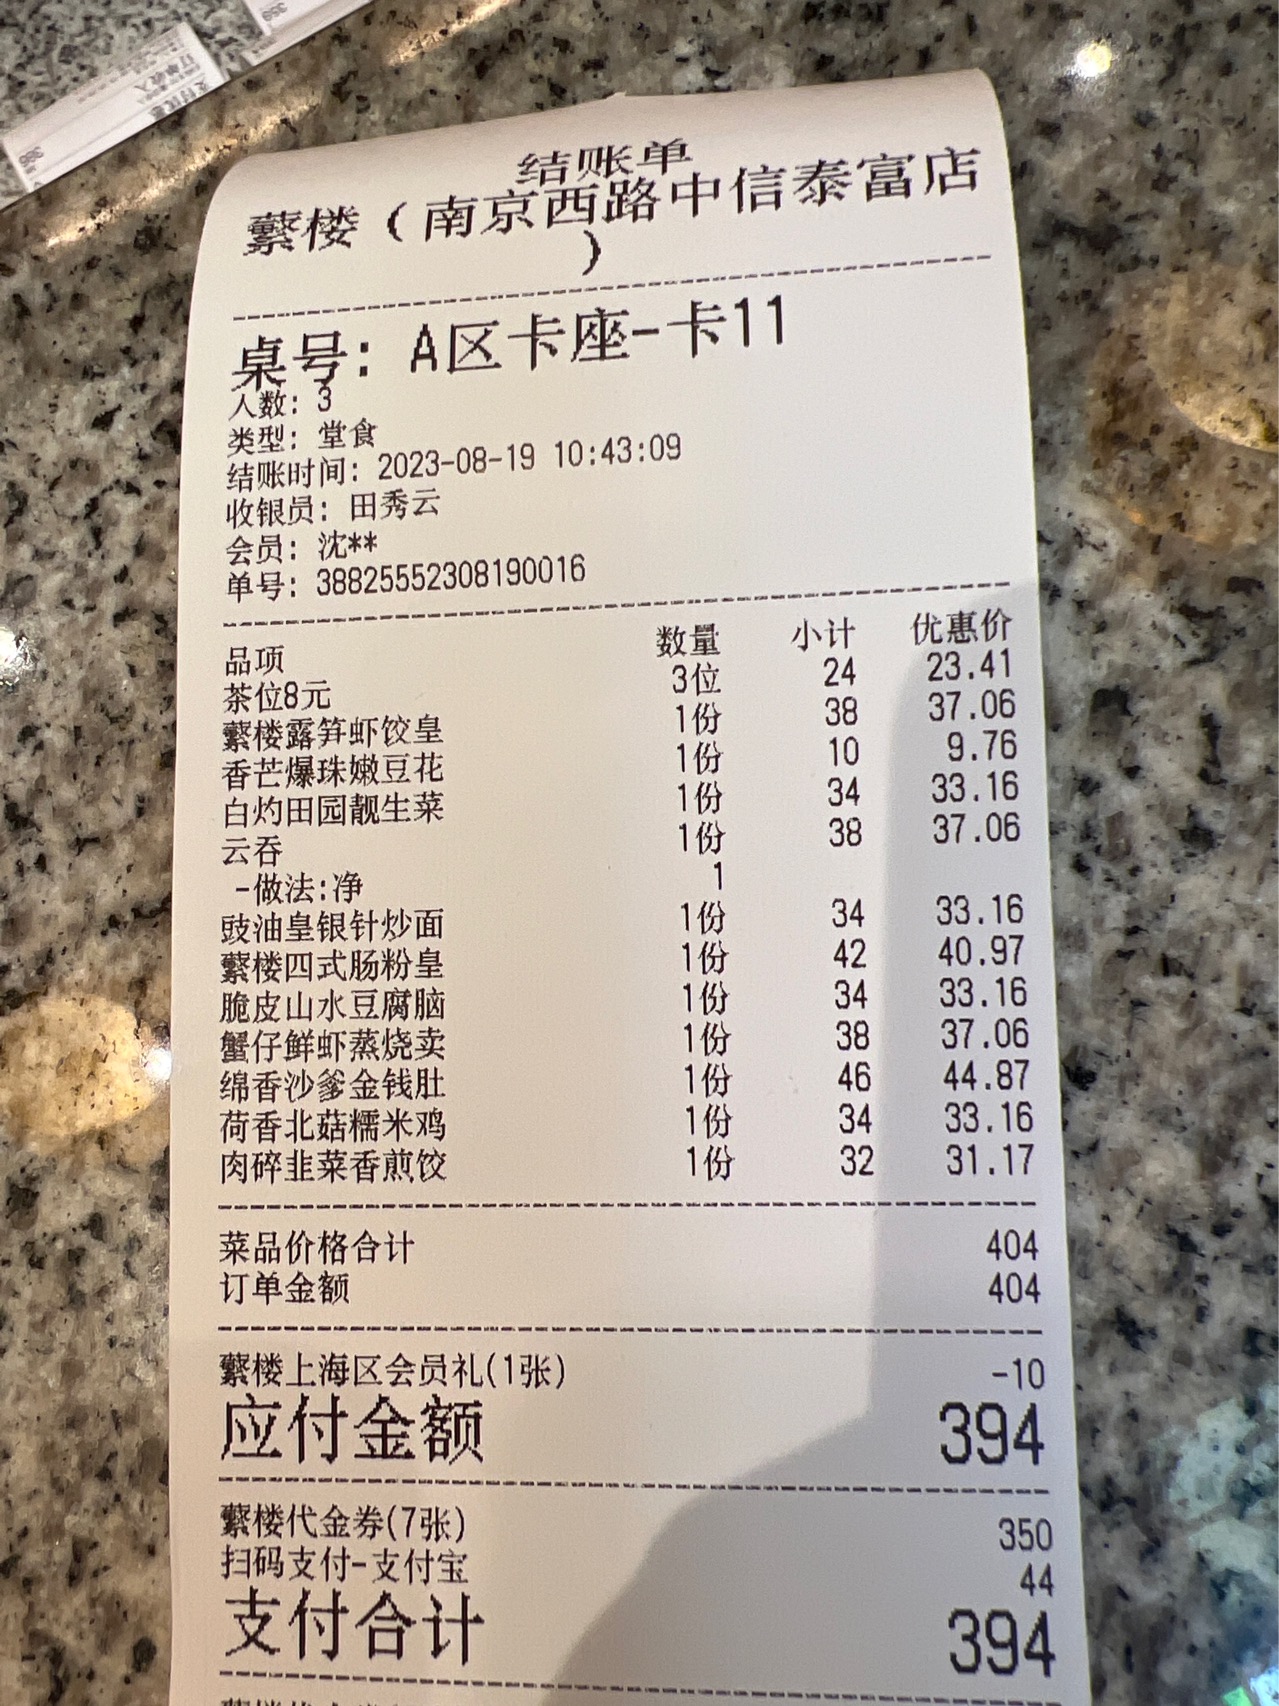 结账单
蘩楼（南京西路中信泰富店
）
桌号：A区卡座-卡11
人数：3
类型：堂食
结账时间：2023-08-19 10:43:09
收银员：田秀云
会员：沈**
单号：38825552308190016
品项 数量 小计 优惠价
茶位8元 3位 24 23.41
蘩楼露笋虾饺皇 1份 38 37.06
香芒爆珠嫩豆花 1份 10 9.76
白灼田园靓生菜 1份 34 33.16
云吞 1份 38 37.06
-做法:净 1
豉油皇银针炒面 1份 34 33.16
蘩楼四式肠粉皇 1份 42 40.97
脆皮山水豆腐脑 1份 34 33.16
蟹仔鲜虾蒸烧卖 1份 38 37.06
绵香沙爹金钱肚 1份 46 44.87
荷香北菇糯米鸡 1份 34 33.16
肉碎韭菜香煎饺 1份 32 31.17
菜品价格合计 404
订单金额 404
蘩楼上海区会员礼(1张) -10
应付金额 394
蘩楼代金券(7张) 350
扫码支付-支付宝 44
支付合计 394